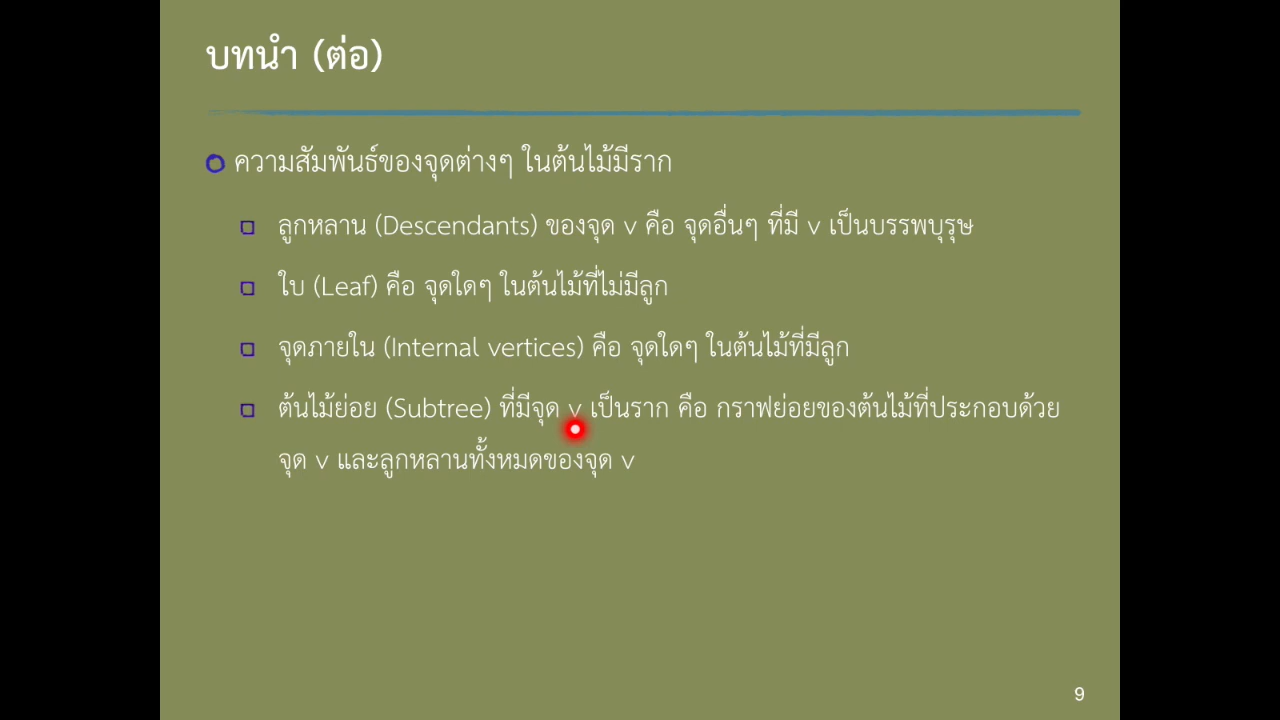 บทนำ (ต่อ)
ความสัมพันธ์ของจุดต่างๆ ในต้นไม้มีราก
ลูกหลาน (Descendants) ของจุด v คือ จุดอื่นๆ ที่มี v เป็นบรรพบุรุษ
ใบ (Leaf) คือ จุดใดๆ ในต้นไม้ที่ไม่มีลูก
จุดภายใน (Internal vertices) คือ จุดใดๆ ในต้นไม้ที่มีลูก
ต้นไม้ย่อย (Subtree) ที่มีจุด v เป็นราก คือ กราฟย่อยของต้นไม้ที่ประกอบด้วย
จุด v และลูกหลานทั้งหมดของจุด v
9